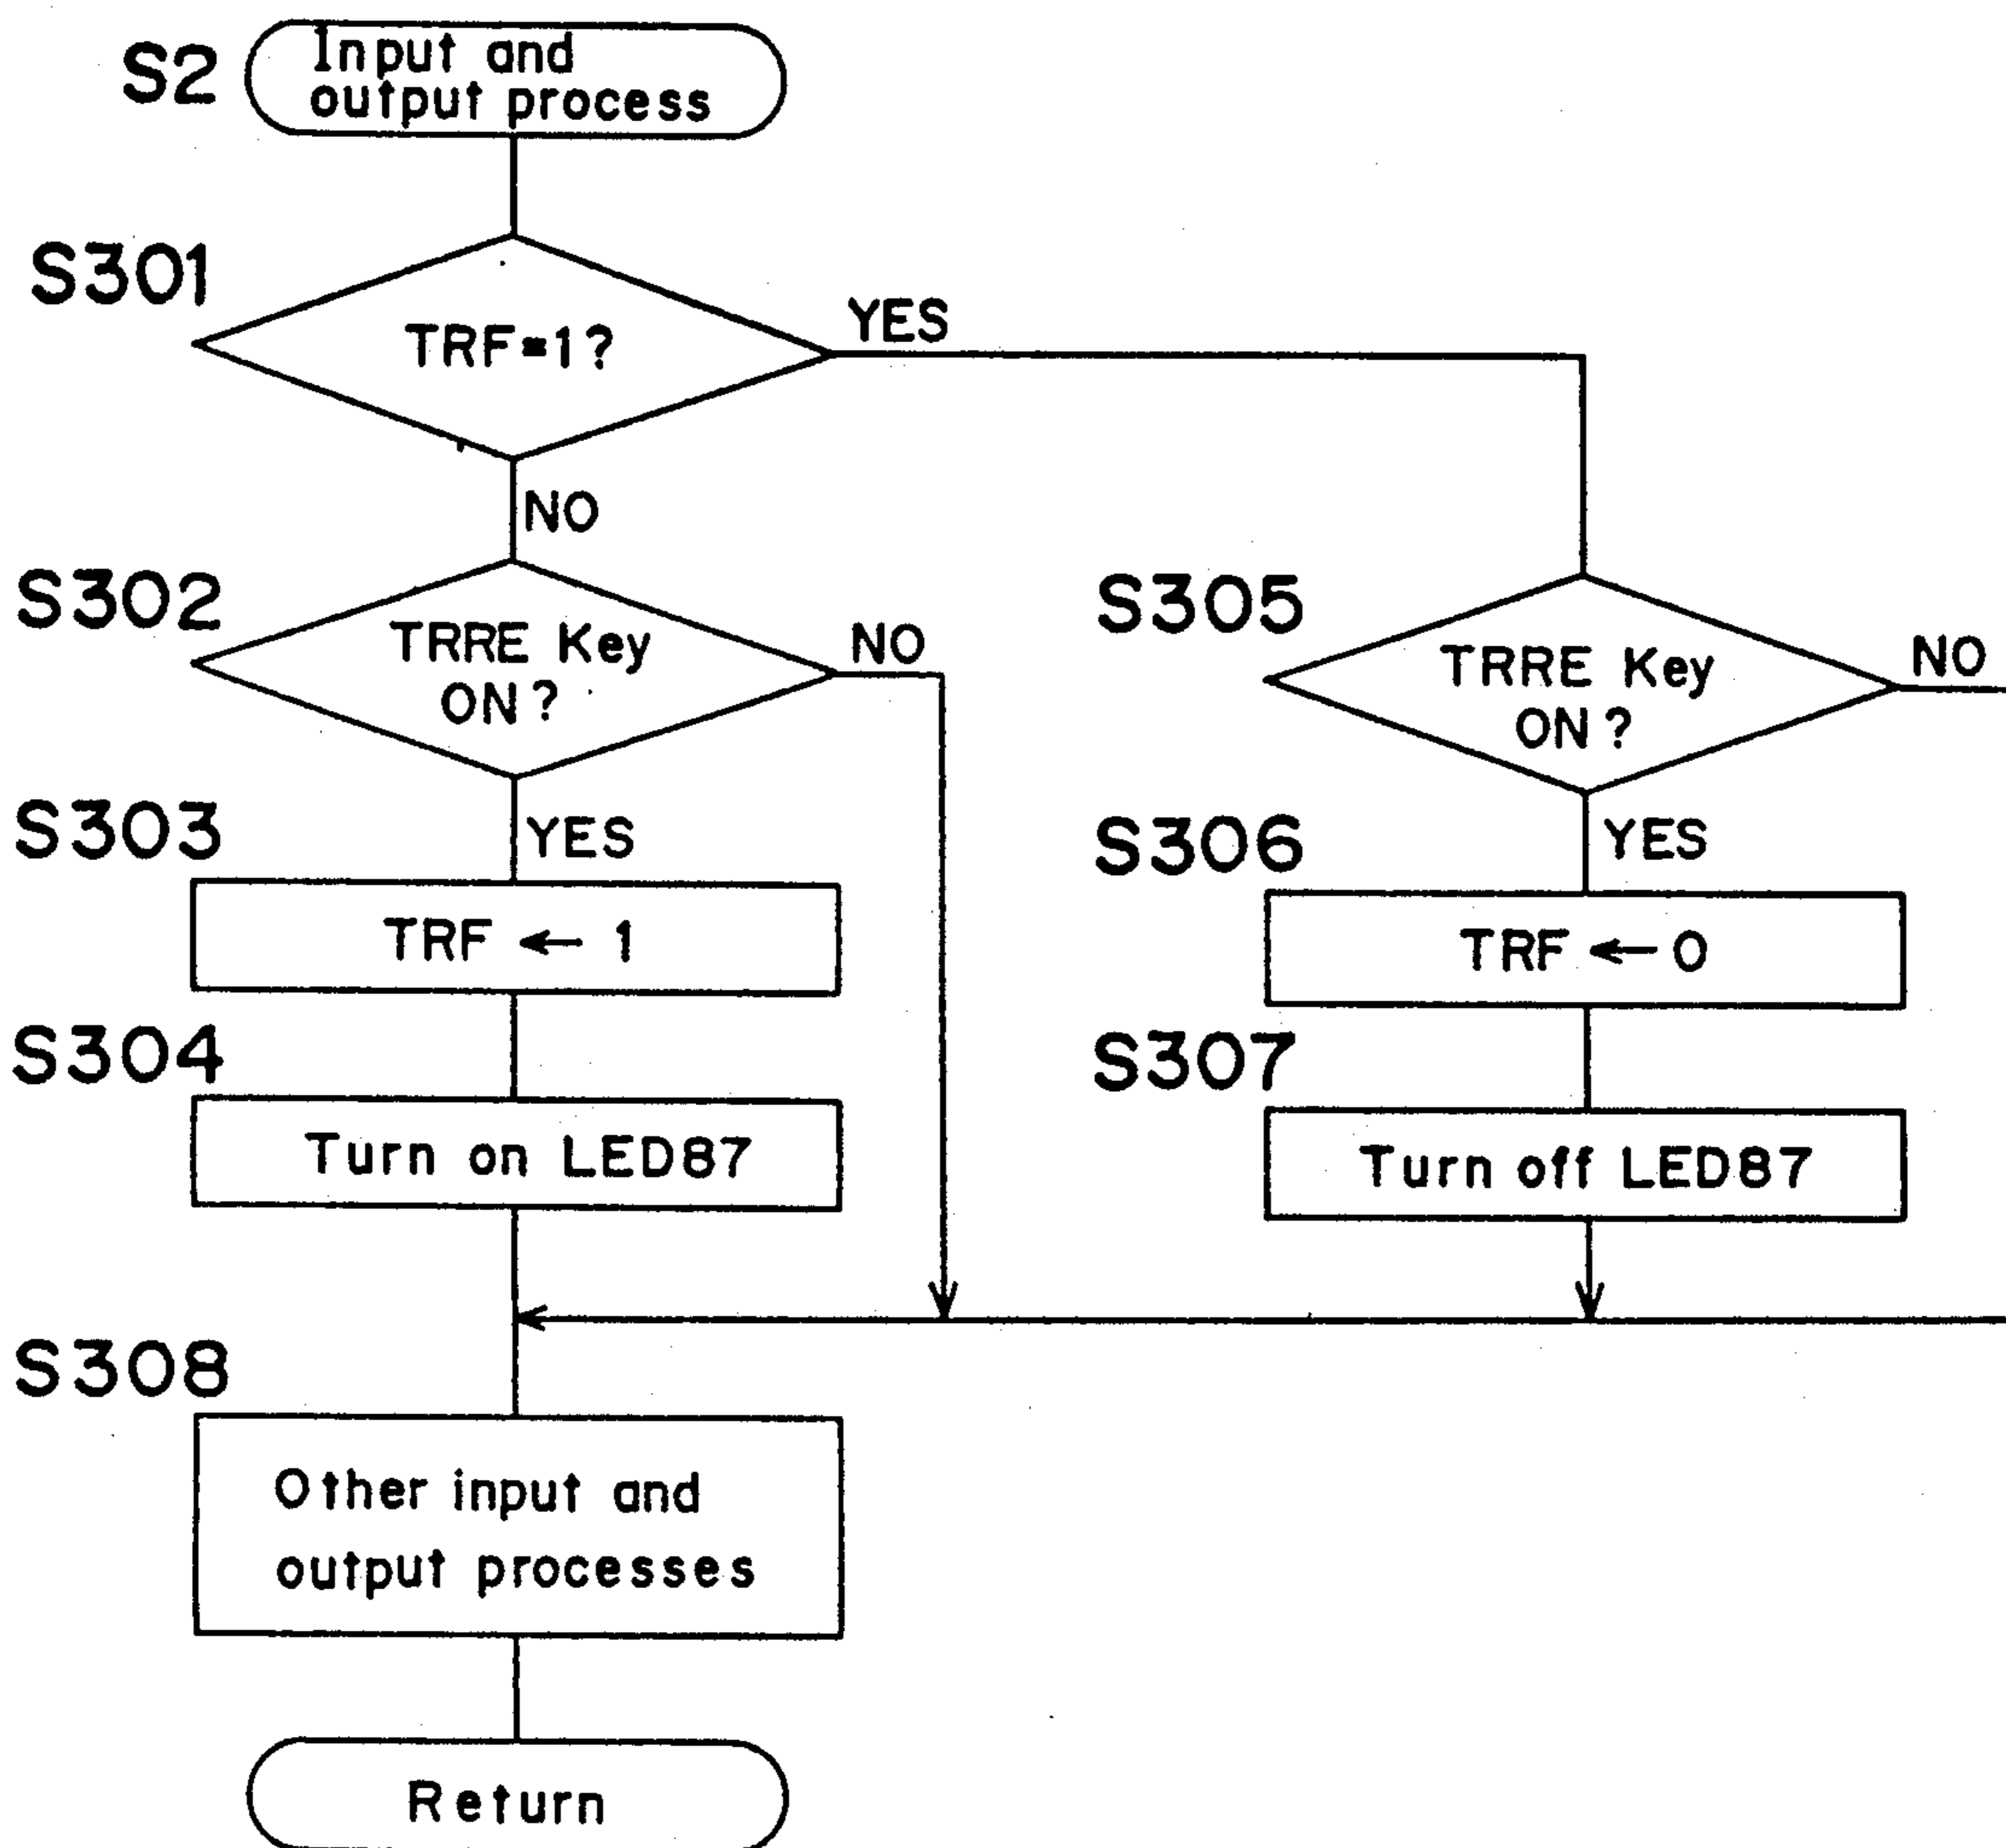 S2
Input and
output process
S301
TRF=1?
YES
NO
S302
TRRE Key
ON?
NO
S305
TRRE Key
ON?
NO
S303
YES
TRF ← 1
S306
YES
TRF ← 0
S304
Turn on LED87
S307
Turn off LED87
S308
Other input and
output processes
Return